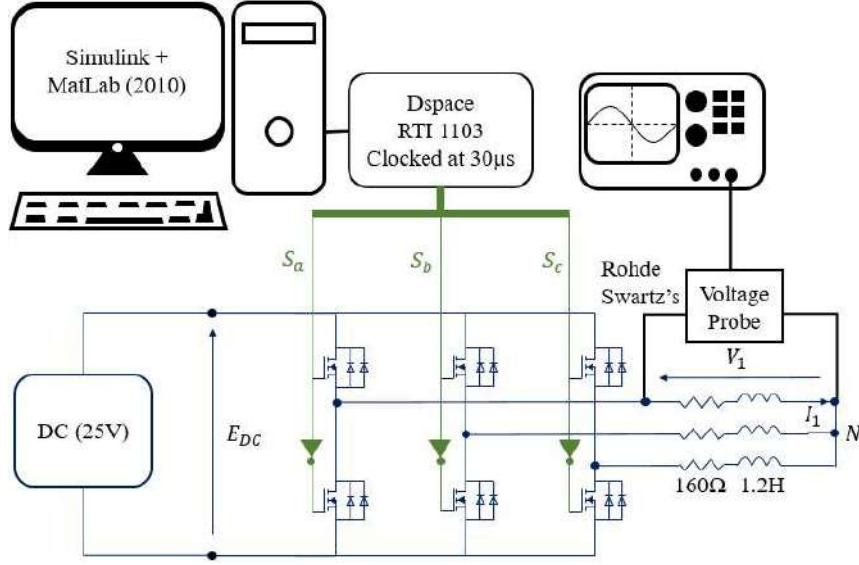 Simulink +
MatLab (2010)
Dspace
RTI 1103
Clocked at 30µs
S_a
S_b
S_c
Rohde
Swartz's
Voltage
Probe
V_1
DC (25V)
E_DC
I_1
N
160Ω 1.2H